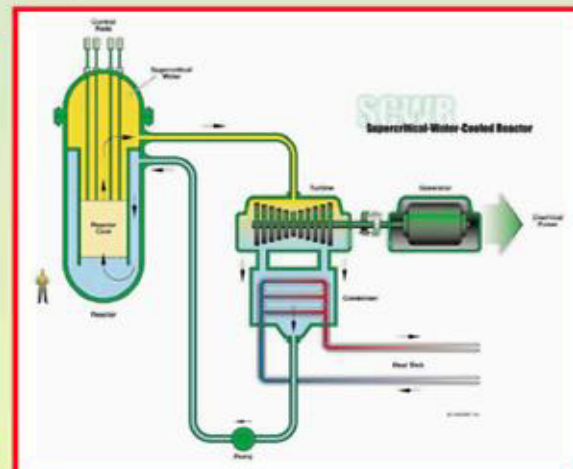 Control
Rods
Supercritical
Water
SCWR
Supercritical-Water-Cooled Reactor
Turbine
Generator
Electrical
Power
Reactor
Core
Reactor
Condenser
Heat Sink
Pump